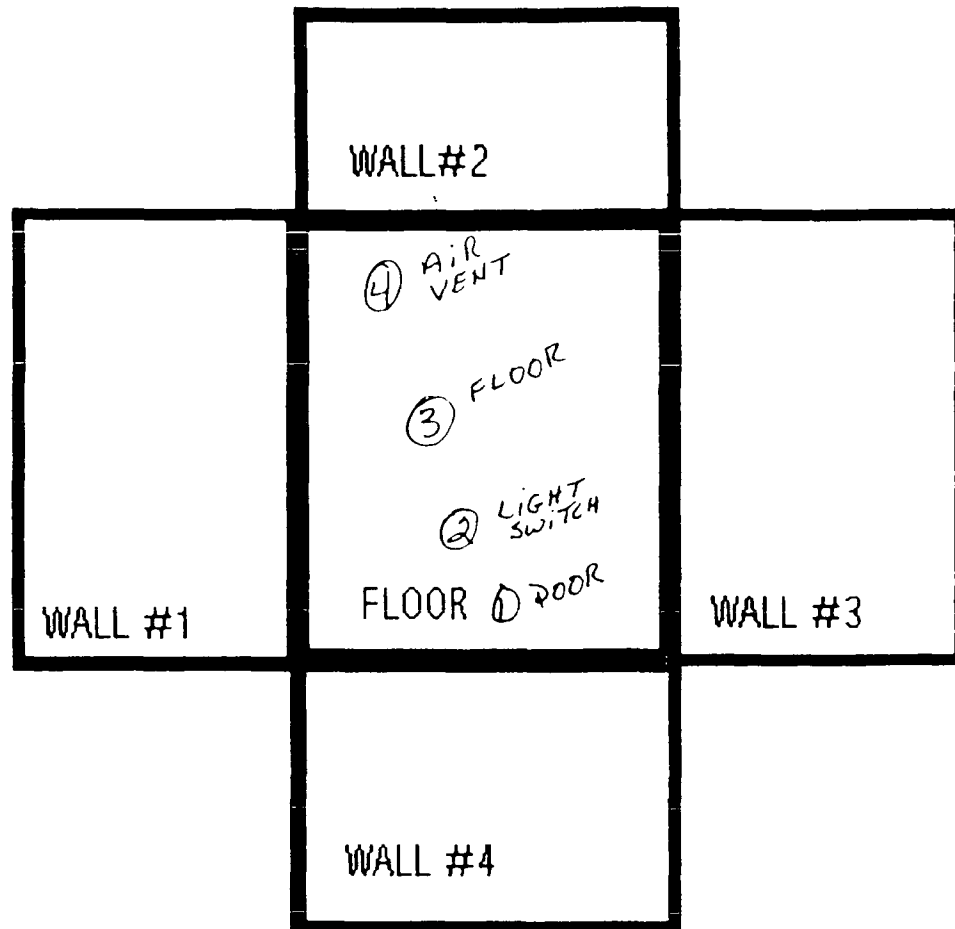 WALL#2
④ AiR
VENT
③ FLOOR
② LiGHT
SWiTCH
FLOOR ① DOOR
WALL #1
WALL #3
WALL #4